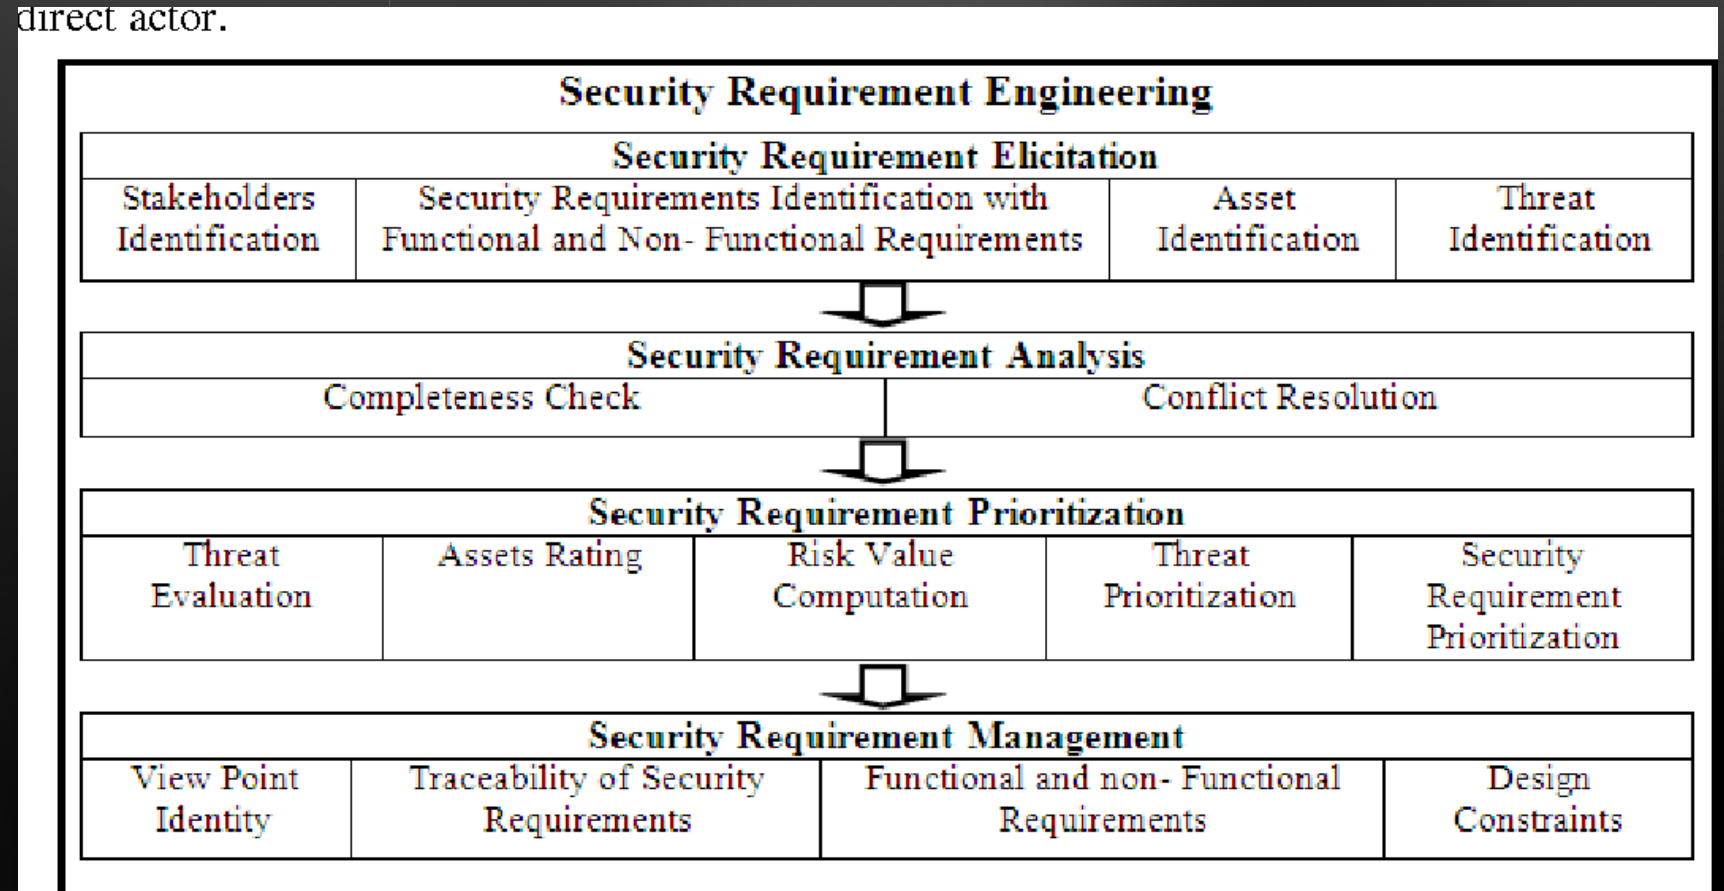 direct actor.
Security Requirement Engineering
Security Requirement Elicitation
Stakeholders
Identification
Security Requirements Identification with
Functional and Non- Functional Requirements
Asset
Identification
Threat
Identification
Security Requirement Analysis
Completeness Check
Conflict Resolution
Security Requirement Prioritization
Threat
Evaluation
Assets Rating
Risk Value
Computation
Threat
Prioritization
Security
Requirement
Prioritization
Security Requirement Management
View Point
Identity
Traceability of Security
Requirements
Functional and non- Functional
Requirements
Design
Constraints